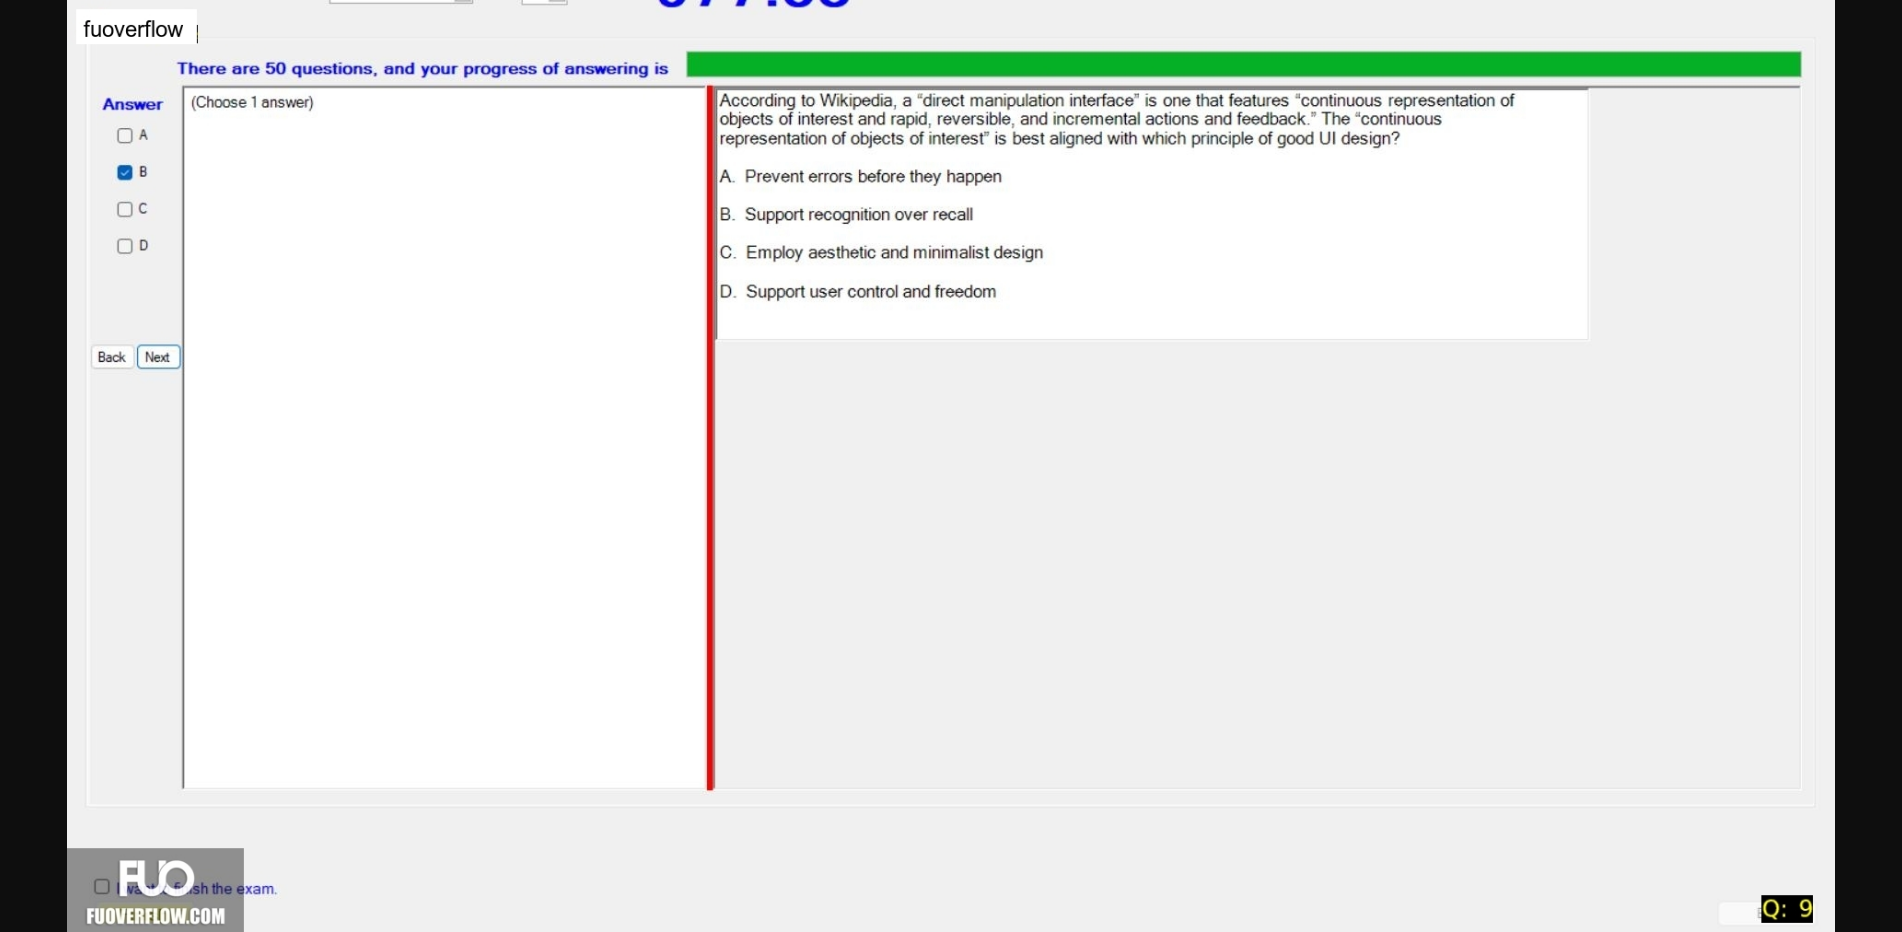 fuoverflow
There are 50 questions, and your progress of answering is
Answer
(Choose 1 answer)
A
B
C
D
Back
Next
According to Wikipedia, a “direct manipulation interface” is one that features “continuous representation of
objects of interest and rapid, reversible, and incremental actions and feedback.” The “continuous
representation of objects of interest” is best aligned with which principle of good UI design?
A. Prevent errors before they happen
B. Support recognition over recall
C. Employ aesthetic and minimalist design
D. Support user control and freedom
FUO
I want finish the exam.
FUOVERFLOW.COM
Q: 9